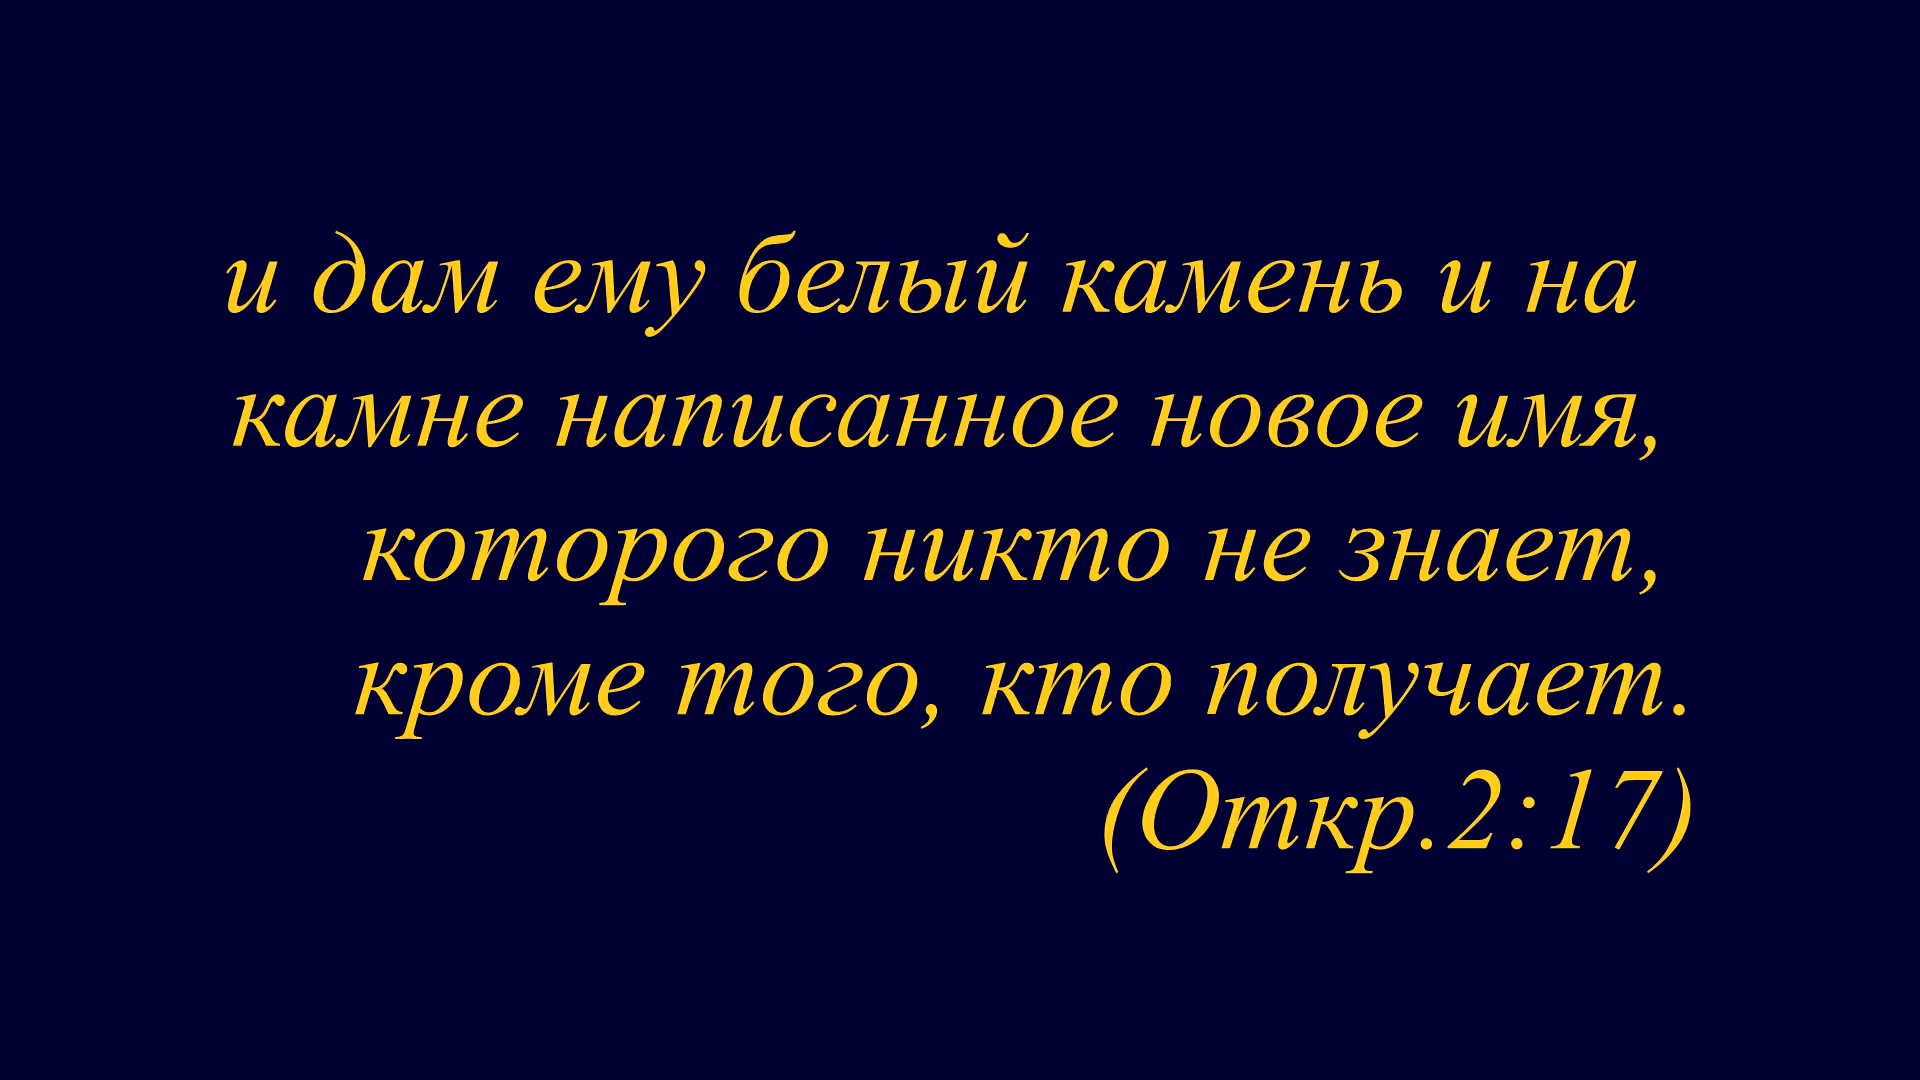 и дам ему белый камень и на
камне написанное новое имя,
которого никто не знает,
кроме того, кто получает.
(Откр.2:17)